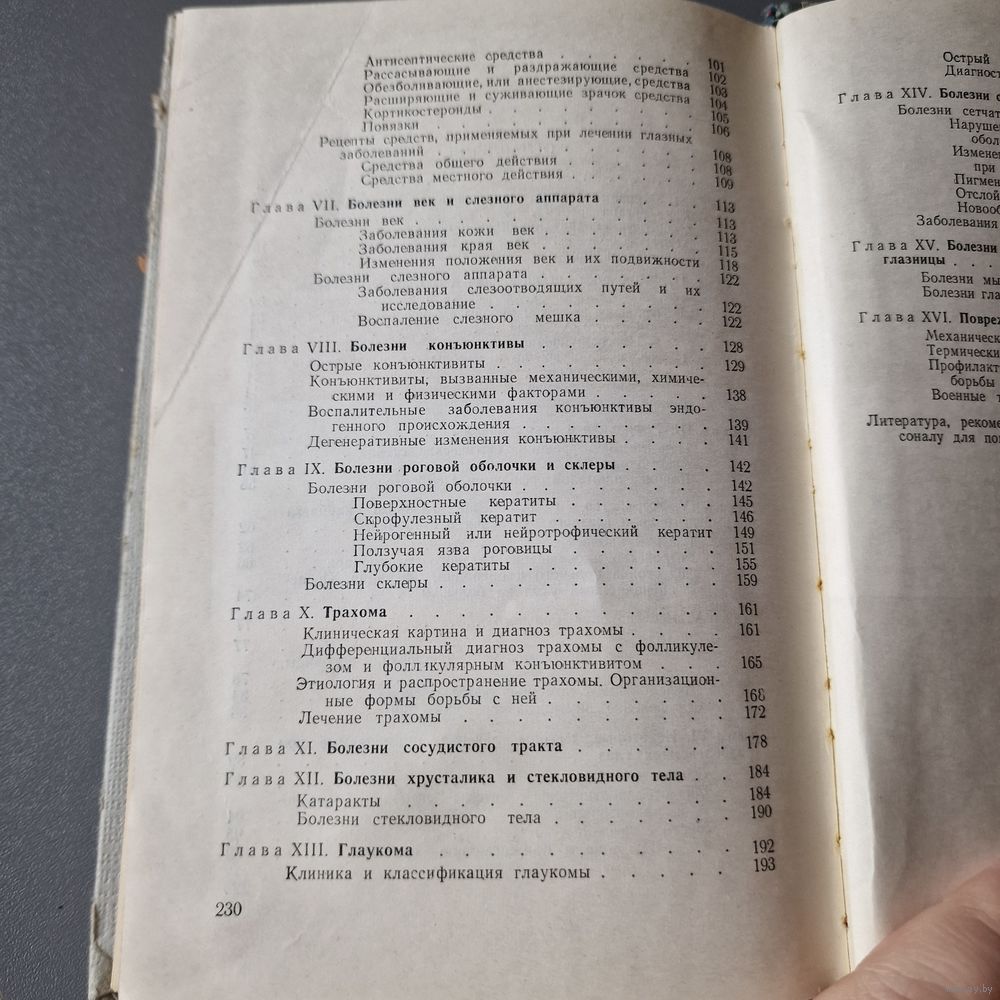 Антисептические средства . . . . . . 101
Рассасывающие и раздражающие средства 102
Обезболивающие, или анестезирующие, средства 103
Расширяющие и суживающие зрачок средства 104
Кортикостероиды . . . . . . . . 105
Повязки . . . . . . . . . . 106
Рецепты средств, применяемых при лечении глазных
заболеваний . . . . . . . . . . 108
Средства общего действия . . . . . . 108
Средства местного действия . . . . . . 109
Глава VII. Болезни век и слезного аппарата . . . . 113
Болезни век . . . . . . . . . . 113
Заболевания кожи век . . . . . . . 113
Заболевания края век . . . . . . . 115
Изменения положения век и их подвижности 118
Болезни слезного аппарата . . . . . . . 122
Заболевания слезоотводящих путей и их
исследование . . . . . . . . . 122
Воспаление слезного мешка . . . . . 122
Глава VIII. Болезни конъюнктивы . . . . . . . 128
Острые конъюнктивиты . . . . . . . . 129
Конъюнктивиты, вызванные механическими, химиче-
скими и физическими факторами . . . . . 138
Воспалительные заболевания конъюнктивы эндо-
генного происхождения . . . . . . . . 139
Дегенеративные изменения конъюнктивы . . . . 141
Глава IX. Болезни роговой оболочки и склеры . . . . 142
Болезни роговой оболочки . . . . . . . . 142
Поверхностные кератиты . . . . . . 145
Скрофулезный кератит . . . . . . . 146
Нейрогенный или нейротрофический кератит 149
Ползучая язва роговицы . . . . . . 151
Глубокие кератиты . . . . . . . . 155
Болезни склеры . . . . . . . . . . . 159
Глава X. Трахома . . . . . . . . . . . . 161
Клиническая картина и диагноз трахомы . . . . 161
Дифференциальный диагноз трахомы с фолликуле-
зом и фолликулярным конъюнктивитом . . . 165
Этиология и распространение трахомы. Организацион-
ные формы борьбы с ней . . . . . . . 168
Лечение трахомы . . . . . . . . . . 172
Глава XI. Болезни сосудистого тракта . . . . . . 178
Глава XII. Болезни хрусталика и стекловидного тела . . 184
Катаракты . . . . . . . . . . . . 184
Болезни стекловидного тела . . . . . . . 190
Глава XIII. Глаукома . . . . . . . . . . . 192
Клиника и классификация глаукомы . . . . . 193
230
Острый
Диагност
Глава XIV. Болезни с
Болезни сетчат
Нарушен
обол
Изменен
при
Пигмен
Отслой
Новооб
Заболевания
Глава XV. Болезни
глазницы . . .
Болезни мы
Болезни гла
Глава XVI. Повреж
Механическ
Термически
Профилакт
борьбы
Военные т
Литература, рекоме
соналу для пов